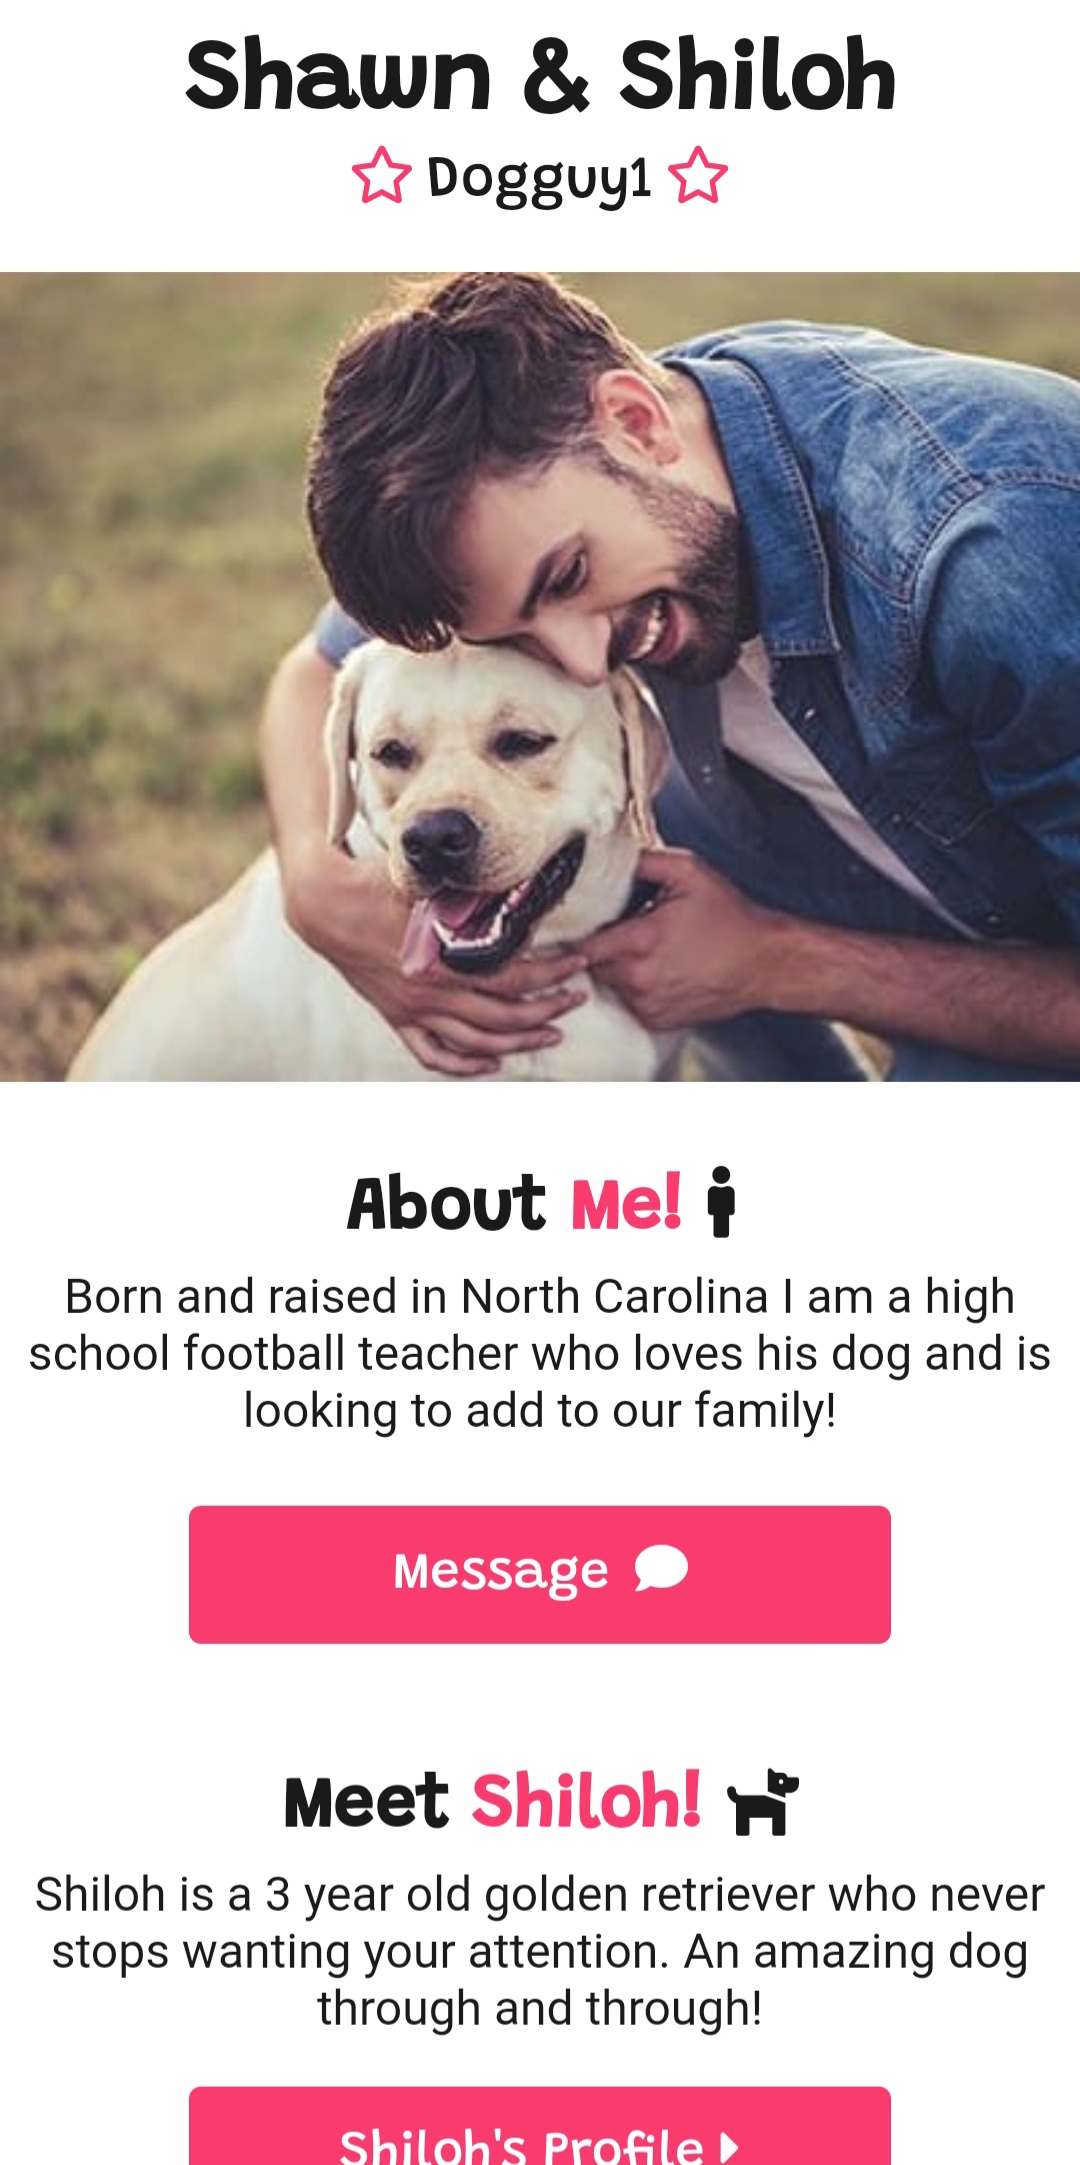 Shawn & Shiloh
Dogguy1
About Me!
Born and raised in North Carolina I am a high
school football teacher who loves his dog and is
looking to add to our family!
Message
Meet Shiloh!
Shiloh is a 3 year old golden retriever who never
stops wanting your attention. An amazing dog
through and through!
Shiloh's Profile